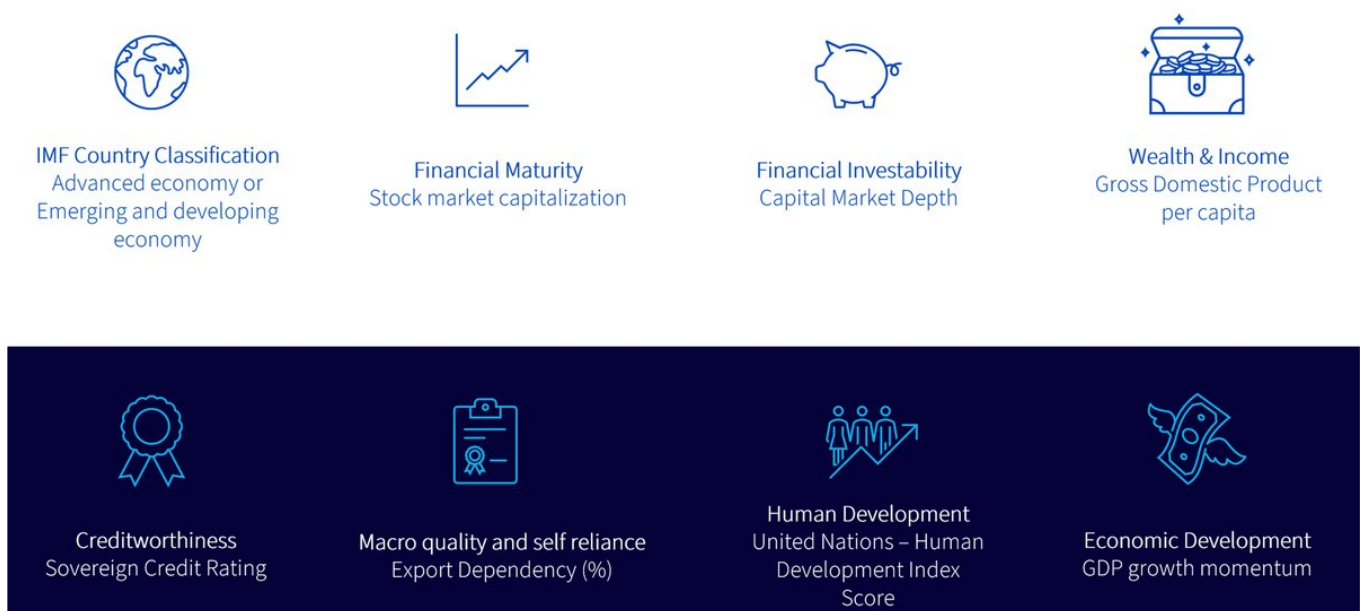 IMF Country Classification
Advanced economy or
Emerging and developing
economy
Financial Maturity
Stock market capitalization
Financial Investability
Capital Market Depth
Wealth & Income
Gross Domestic Product
per capita
Creditworthiness
Sovereign Credit Rating
Macro quality and self reliance
Export Dependency (%)
Human Development
United Nations – Human
Development Index
Score
Economic Development
GDP growth momentum